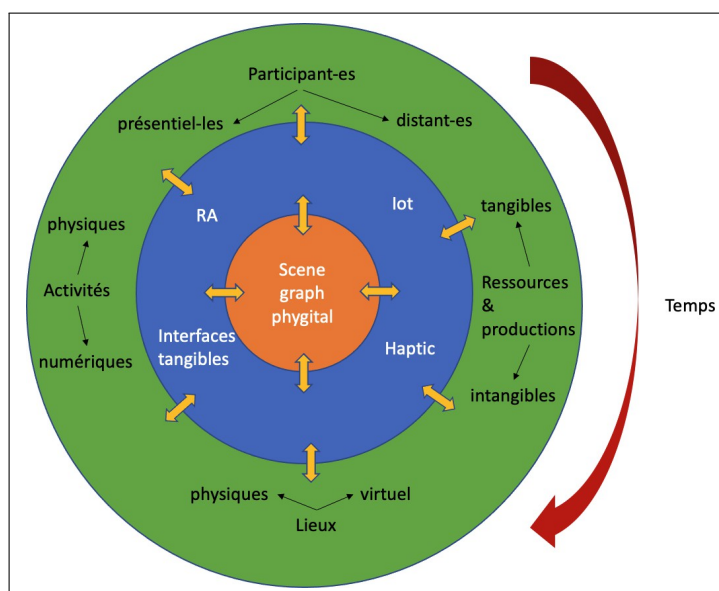 Participant-es
présentiel-les
distant-es
RA
Iot
physiques
tangibles
Activités
Scene
graph
phygital
Ressources
&
productions
Temps
numériques
Interfaces
tangibles
Haptic
intangibles
physiques
virtuel
Lieux